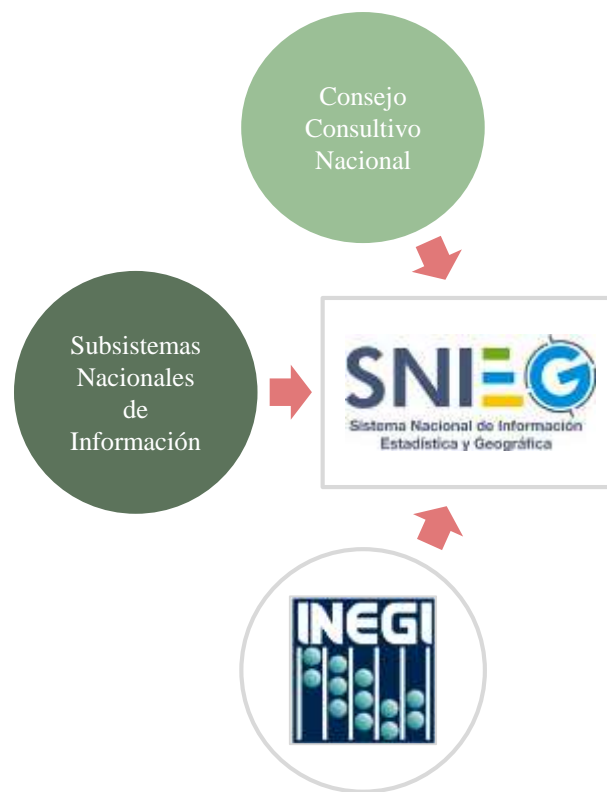 Consejo
Consultivo
Nacional
Subsistemas
Nacionales
de
Información
SNIEG
Sistema Nacional de Información
Estadística y Geográfica
INEGI